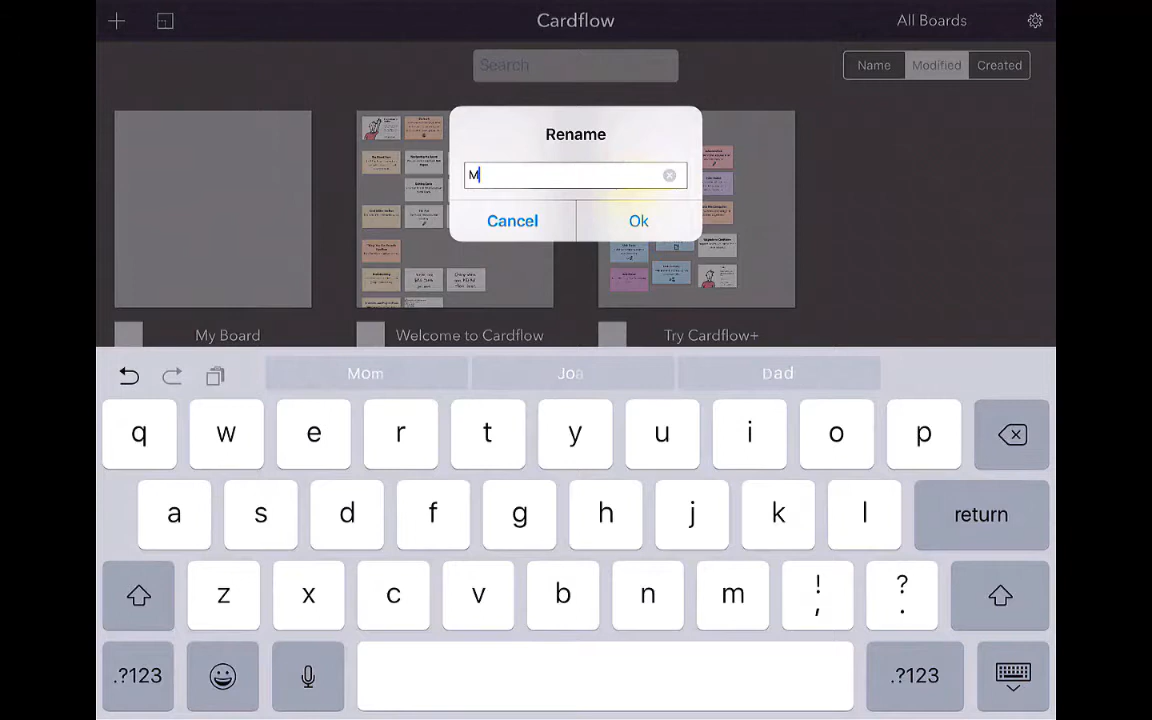 Cardflow
All Boards
Search
Name Modified Created
Rename
M
Cancel Ok
My Board Welcome to Cardflow Try Cardflow+
Mom Joa Dad
q w e r t y u i o p
a s d f g h j k l return
z x c v b n m ! , ? .
.?123 .?123